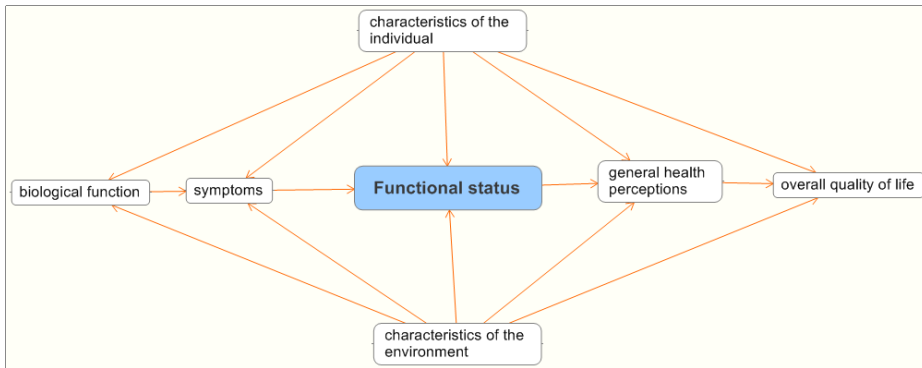 characteristics of the
individual
biological function
symptoms
Functional status
general health
perceptions
overall quality of life
characteristics of the
environment